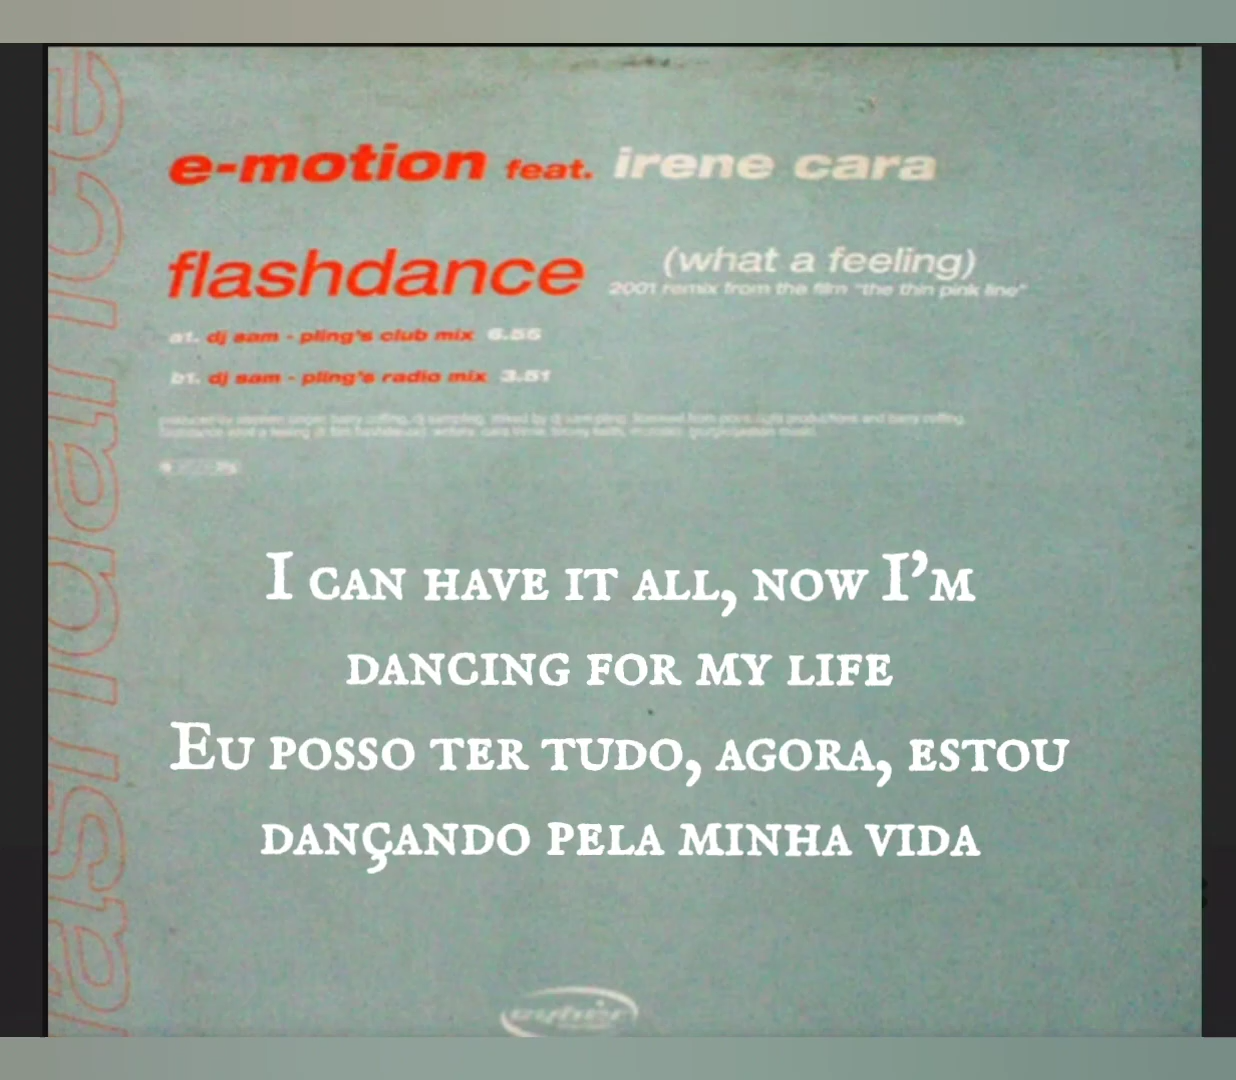 flashdance
e-motion feat. irene cara
flashdance (what a feeling)
2001 remix from the film "the thin pink line"
a1. dj sam - pling's club mix 6.55
b1. dj sam - pling's radio mix 3.51
I can have it all, now I'm
dancing for my life
Eu posso ter tudo, agora, estou
dançando pela minha vida